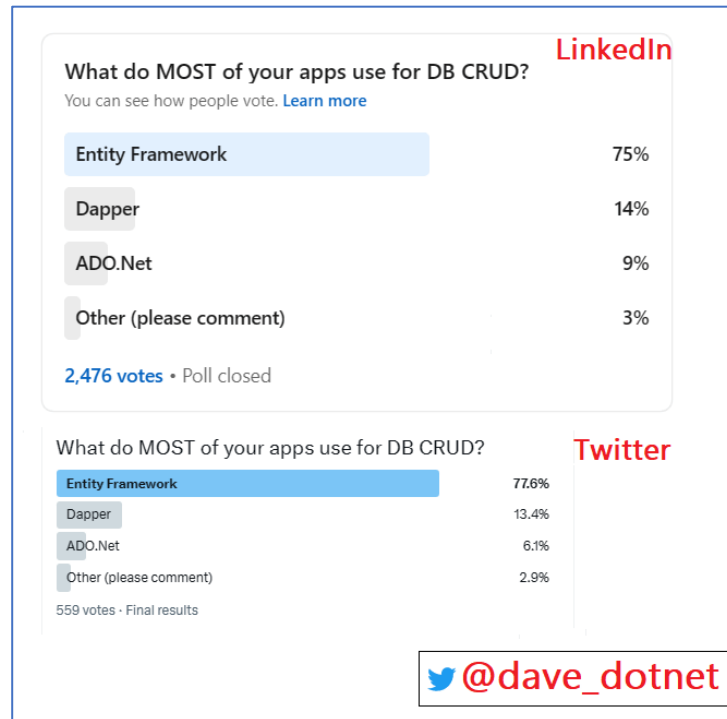 LinkedIn
What do MOST of your apps use for DB CRUD?
You can see how people vote. Learn more
Entity Framework 75%
Dapper 14%
ADO.Net 9%
Other (please comment) 3%
2,476 votes • Poll closed
What do MOST of your apps use for DB CRUD? Twitter
Entity Framework 77.6%
Dapper 13.4%
ADO.Net 6.1%
Other (please comment) 2.9%
559 votes · Final results
@dave_dotnet